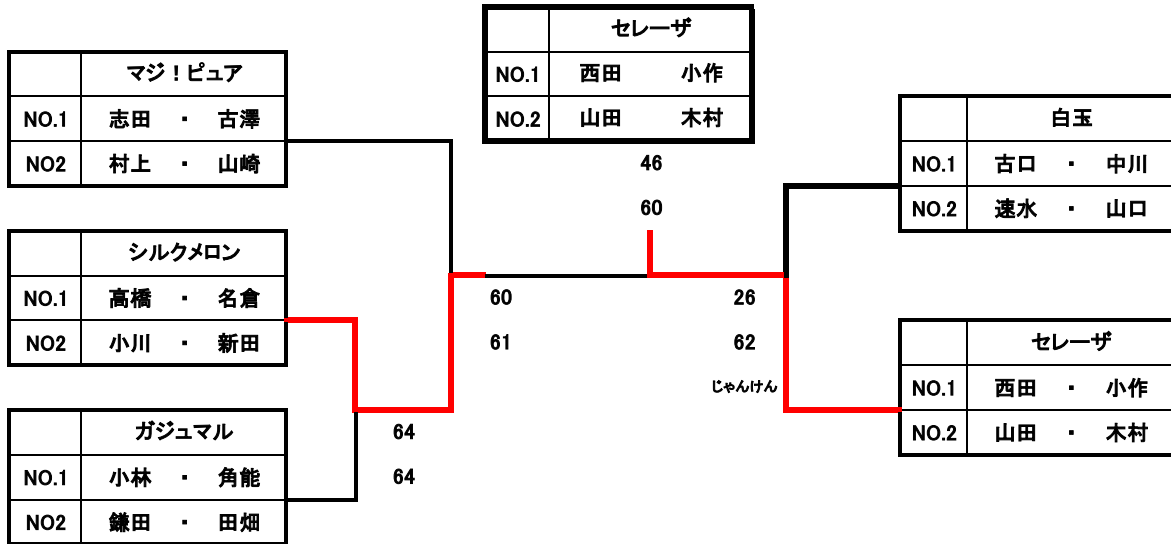 セレーザ
NO.1 西田 小作
NO.2 山田 木村
マジ！ピュア
NO.1 志田 ・ 古澤
NO2 村上 ・ 山崎
シルクメロン
NO.1 高橋 ・ 名倉
NO2 小川 ・ 新田
ガジュマル
NO.1 小林 ・ 角能
NO2 鎌田 ・ 田畑
46
60
60
61
26
62
じゃんけん
64
64
白玉
NO.1 古口 ・ 中川
NO.2 速水 ・ 山口
セレーザ
NO.1 西田 ・ 小作
NO.2 山田 ・ 木村